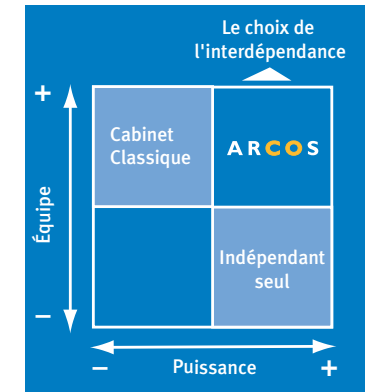 Le choix de
l'interdépendance
+
Cabinet
Classique
ARCOS
Équipe
Indépendant
seul
–
– Puissance +